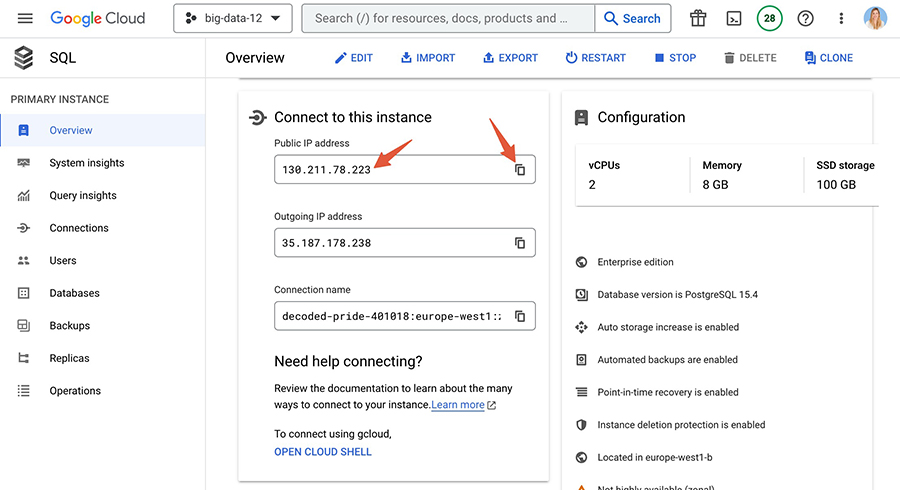 Google Cloud
big-data-12
Search (/) for resources, docs, products and ...
Search
28
SQL
Overview
EDIT
IMPORT
EXPORT
RESTART
STOP
DELETE
CLONE
PRIMARY INSTANCE
Overview
System insights
Query insights
Connections
Users
Databases
Backups
Replicas
Operations
Connect to this instance
Public IP address
130.211.78.223
Outgoing IP address
35.187.178.238
Connection name
decoded-pride-401018:europe-west1:
Need help connecting?
Review the documentation to learn about the many
ways to connect to your instance.Learn more
To connect using gcloud,
OPEN CLOUD SHELL
Configuration
vCPUs
2
Memory
8 GB
SSD storage
100 GB
Enterprise edition
Database version is PostgreSQL 15.4
Auto storage increase is enabled
Automated backups are enabled
Point-in-time recovery is enabled
Instance deletion protection is enabled
Located in europe-west1-b
Not highly available (zonal)